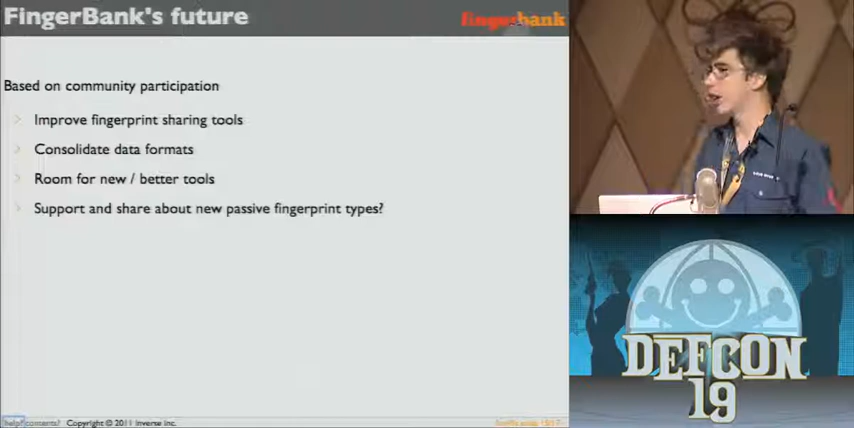 FingerBank's future
fingerbank
Based on community participation
Improve fingerprint sharing tools
Consolidate data formats
Room for new / better tools
Support and share about new passive fingerprint types?
DEFCON
19
Copyright © 2011 Inverse Inc.